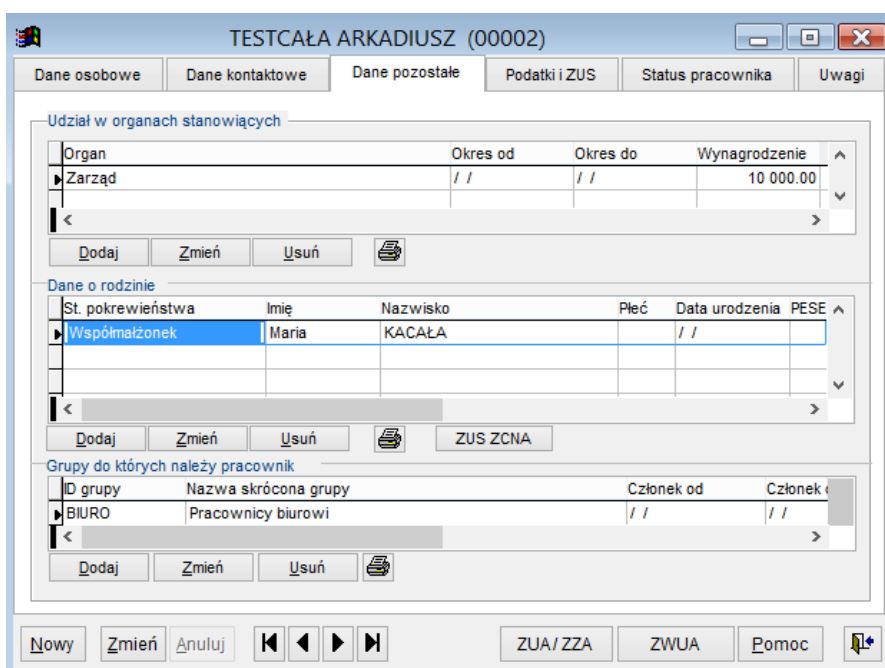 TESTCAŁA ARKADIUSZ (00002)
Dane osobowe Dane kontaktowe Dane pozostałe Podatki i ZUS Status pracownika Uwagi
Udział w organach stanowiących
Organ Okres od Okres do Wynagrodzenie
Zarząd / / / / 10 000.00
Dodaj Zmień Usuń
Dane o rodzinie
St. pokrewieństwa Imię Nazwisko Płeć Data urodzenia PESE
Współmałżonek Maria KACAŁA / /
Dodaj Zmień Usuń ZUS ZCNA
Grupy do których należy pracownik
ID grupy Nazwa skrócona grupy Członek od Członek
BIURO Pracownicy biurowi / / / /
Dodaj Zmień Usuń
Nowy Zmień Anuluj ZUA / ZZA ZWUA Pomoc